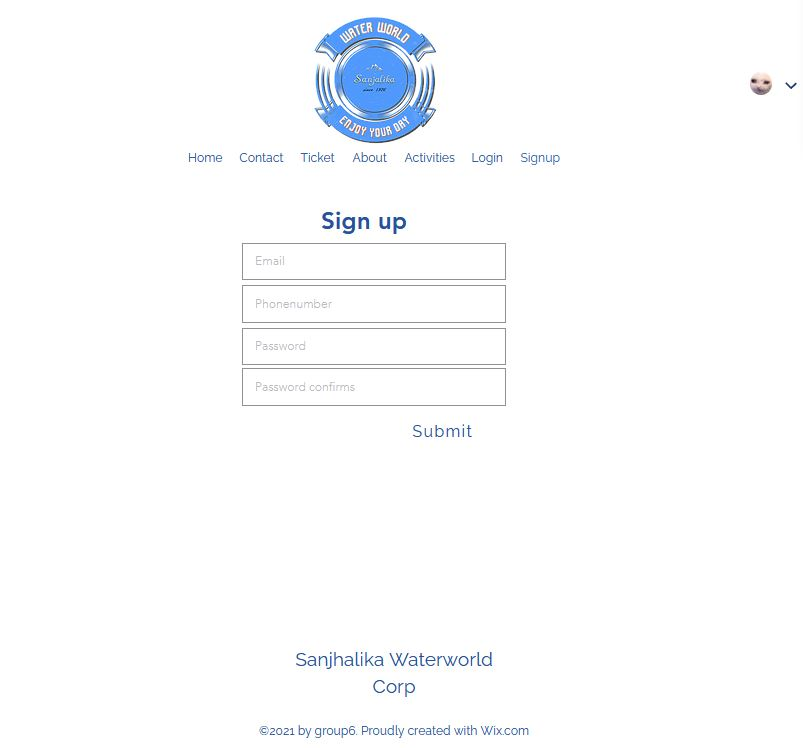 WATER WORLD
Sanjalika
since 1970
ENJOY YOUR DAY
Home Contact Ticket About Activities Login Signup
Sign up
Email
Phonenumber
Password
Password confirms
Submit
Sanjhalika Waterworld
Corp
©2021 by group6. Proudly created with Wix.com